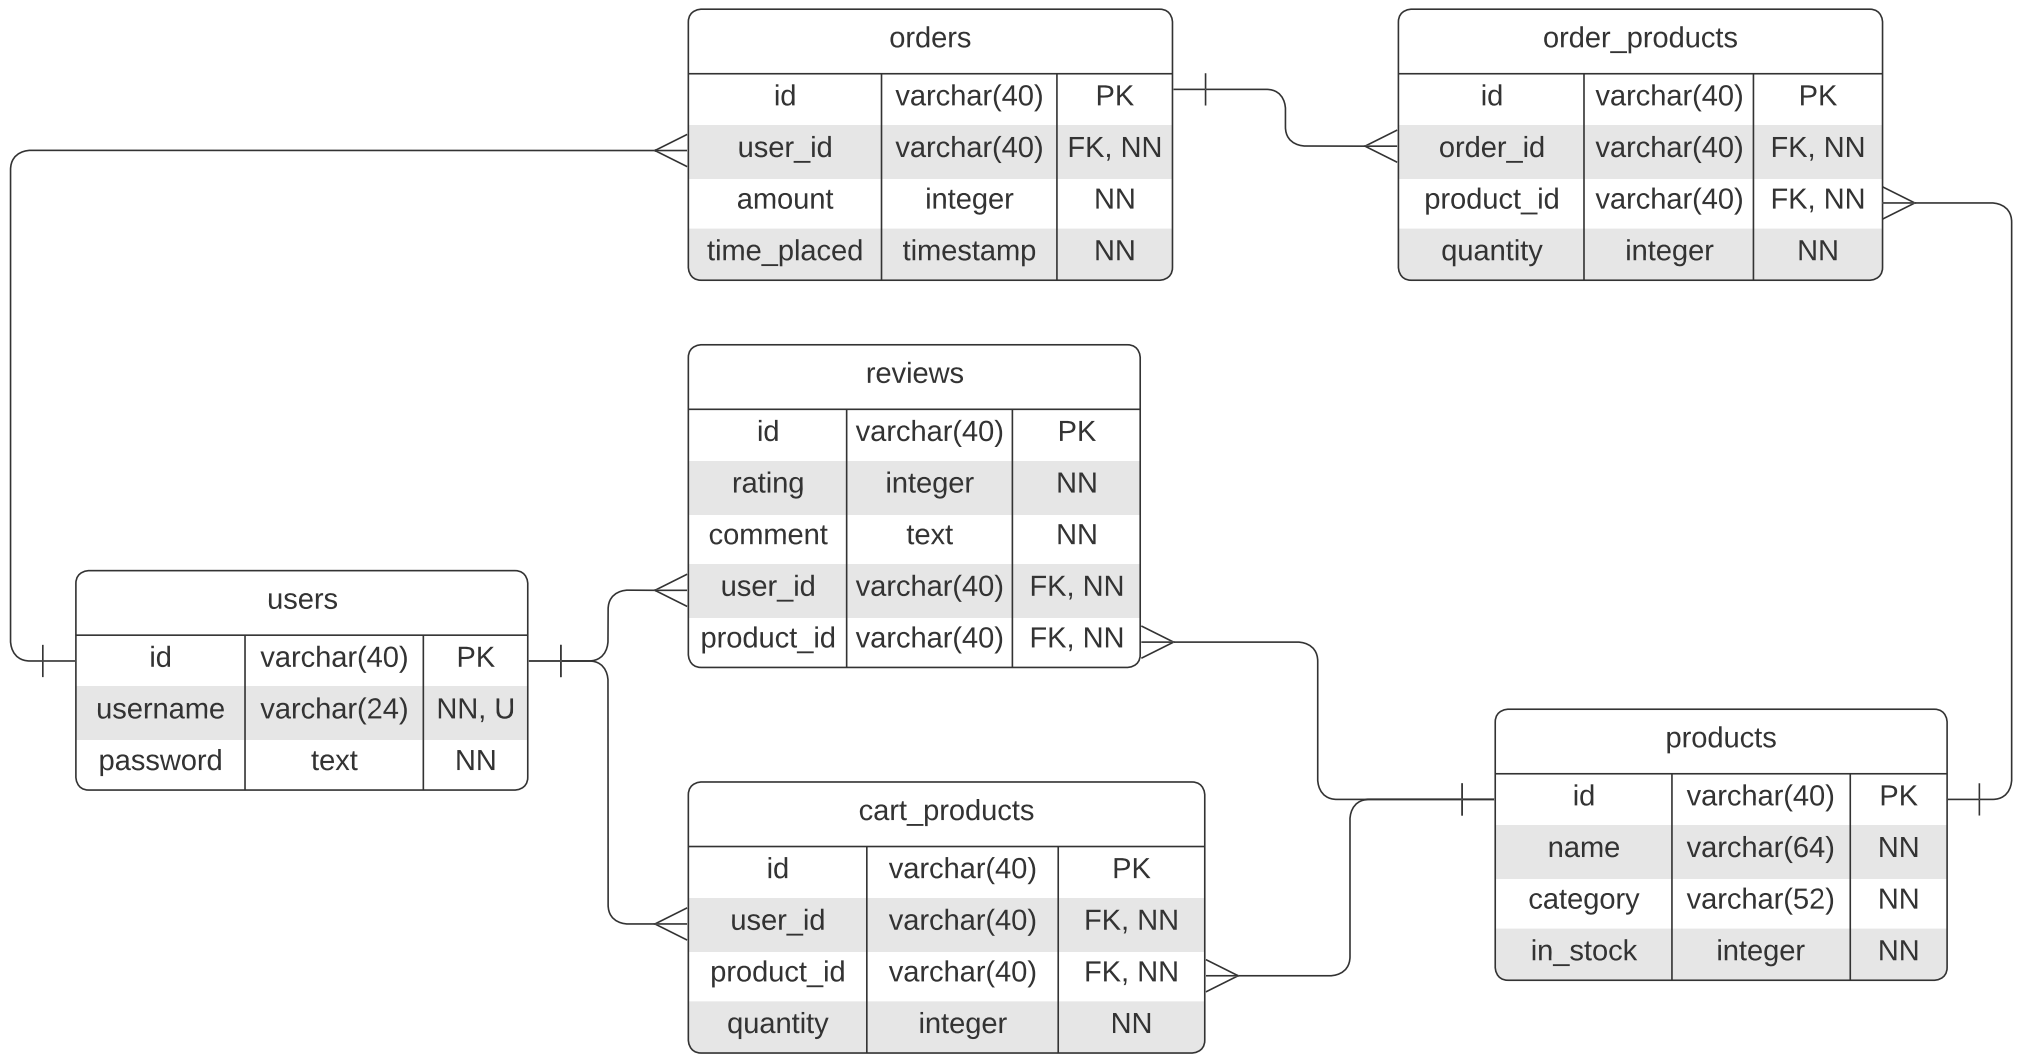 orders
id varchar(40) PK
user_id varchar(40) FK, NN
amount integer NN
time_placed timestamp NN
order_products
id varchar(40) PK
order_id varchar(40) FK, NN
product_id varchar(40) FK, NN
quantity integer NN
reviews
id varchar(40) PK
rating integer NN
comment text NN
user_id varchar(40) FK, NN
product_id varchar(40) FK, NN
users
id varchar(40) PK
username varchar(24) NN, U
password text NN
cart_products
id varchar(40) PK
user_id varchar(40) FK, NN
product_id varchar(40) FK, NN
quantity integer NN
products
id varchar(40) PK
name varchar(64) NN
category varchar(52) NN
in_stock integer NN